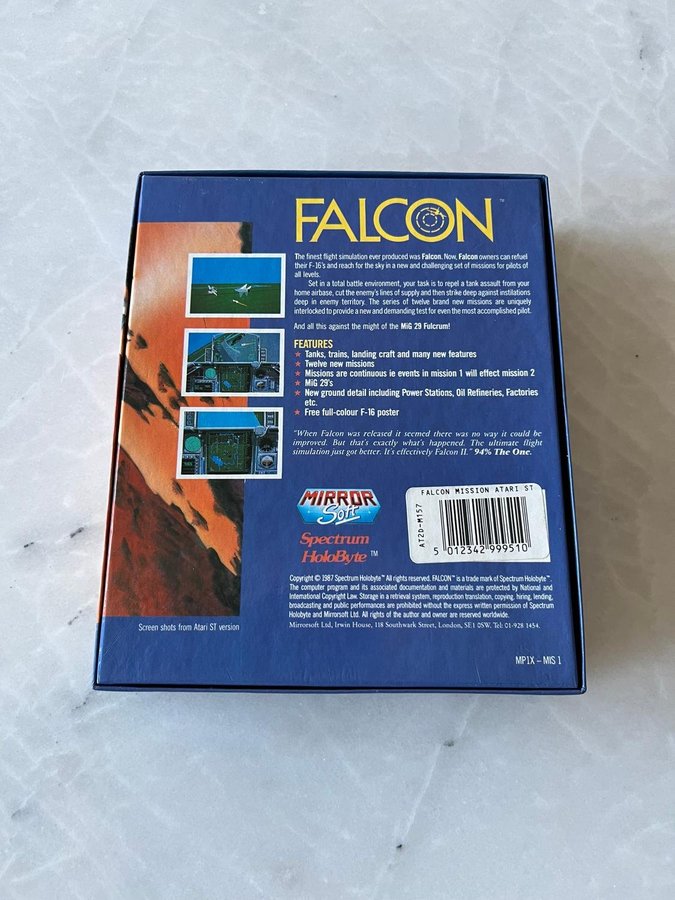 FALCON™
The finest flight simulation ever produced was Falcon. Now, Falcon owners can refuel
their F-16's and reach for the sky in a new and challenging set of missions for pilots of
all levels.
Set in a total battle environment, your task is to repel a tank assault from your
home airbase, cut the enemy's lines of supply and then strike deep against instilations
deep in enemy territory. The series of twelve brand new missions are uniquely
interlocked to provide a new and demanding test for even the most accomplished pilot.
And all this against the might of the MiG 29 Fulcrum!
FEATURES
★ Tanks, trains, landing craft and many new features
★ Twelve new missions
★ Missions are continuous ie events in mission 1 will effect mission 2
★ MiG 29's
★ New ground detail including Power Stations, Oil Refineries, Factories
etc.
★ Free full-colour F-16 poster
"When Falcon was released it seemed there was no way it could be
improved. But that's exactly what's happened. The ultimate flight
simulation just got better. It's effectively Falcon II." 94% The One.
MIRROR
Soft
Spectrum
HoloByte™
FALCON MISSION ATARI ST
AT2D-M157
5 012342 999510
Copyright © 1987 Spectrum Holobyte™ All rights reserved. FALCON™ is a trade mark of Spectrum Holobyte™.
The computer program and its associated documentation and materials are protected by National and
International Copyright Law. Storage in a retrieval system, reproduction translation, copying, hiring, lending,
broadcasting and public performances are prohibited without the express written permission of Spectrum
Holobyte and Mirrorsoft Ltd. All rights of the author and owner are reserved worldwide.
Mirrorsoft Ltd, Irwin House, 118 Southwark Street, London, SE1 0SW. Tel: 01-928 1454.
Screen shots from Atari ST version
MP1X – MIS 1